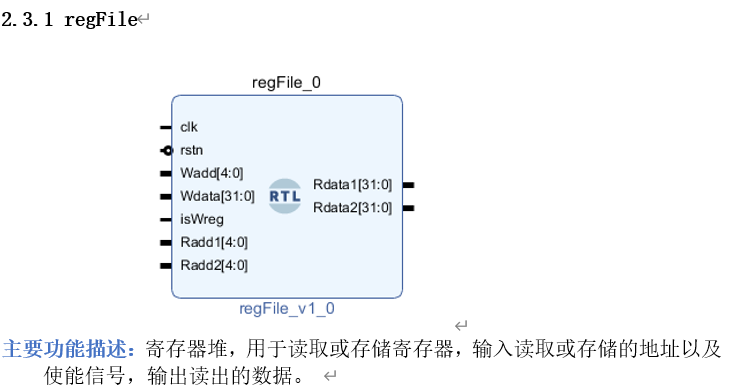 2.3.1 regFile
regFile_0
clk
rstn
Wadd[4:0]
Wdata[31:0]
isWreg
Radd1[4:0]
Radd2[4:0]
RTL
Rdata1[31:0]
Rdata2[31:0]
regFile_v1_0
主要功能描述：寄存器堆，用于读取或存储寄存器，输入读取或存储的地址以及
使能信号，输出读出的数据。